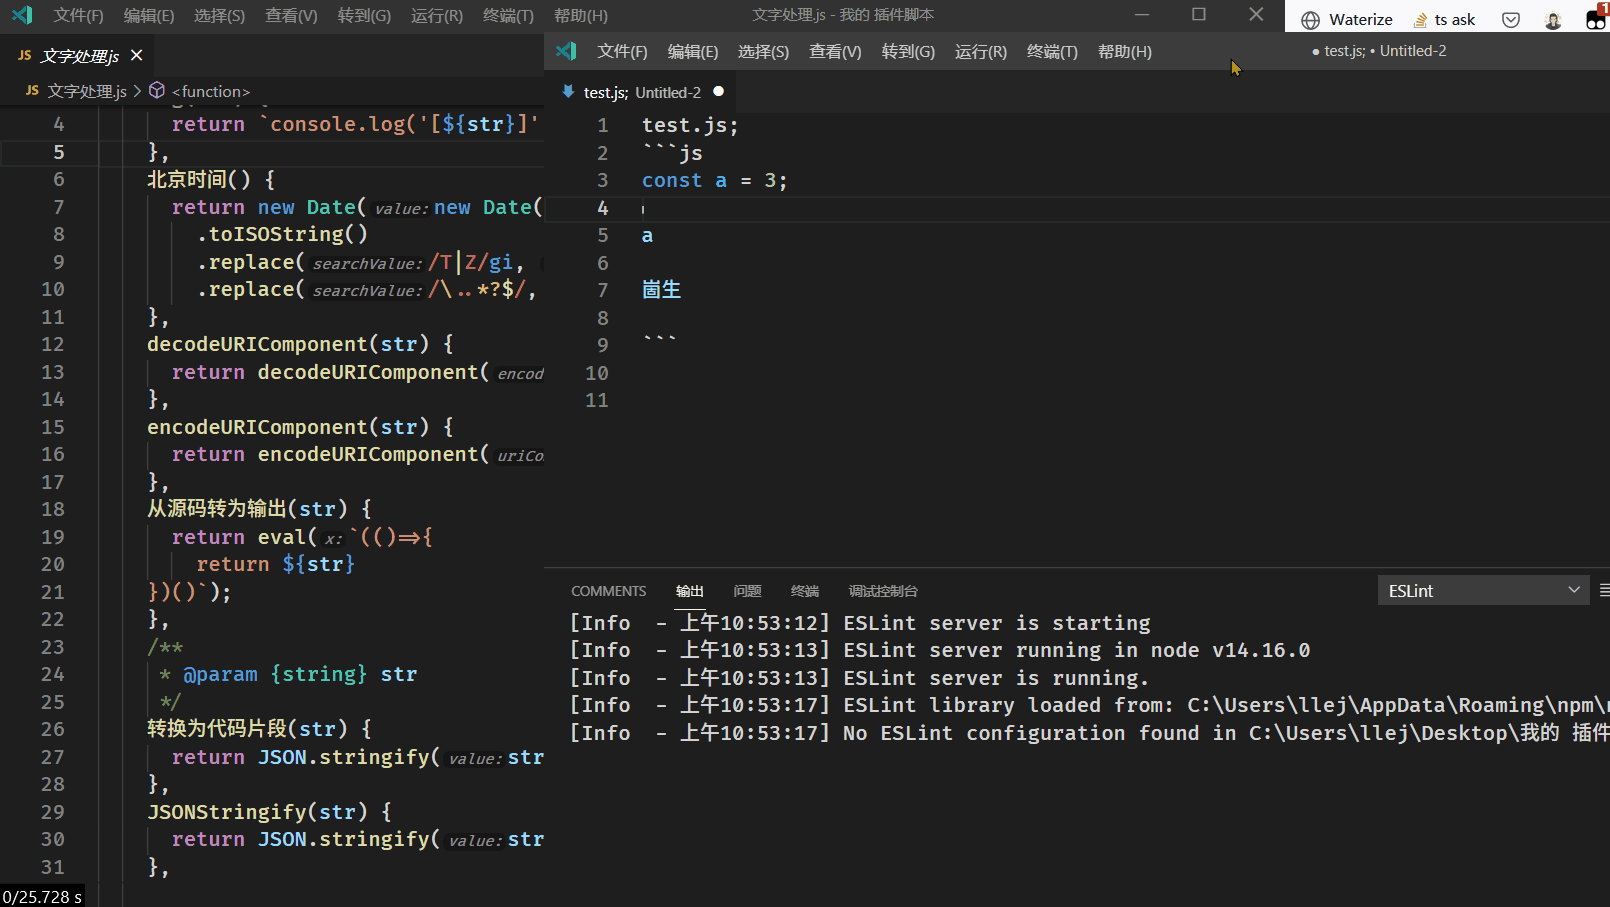 文件(F) 编辑(E) 选择(S) 查看(V) 转到(G) 运行(R) 终端(T) 帮助(H) 文字处理.js - 我的 插件脚本
Waterize ts ask 1
JS 文字处理.js
JS 文字处理.js > <function>
4 return `console.log('[${str}]'
5 },
6 北京时间() {
7 return new Date( value: new Date(
8 .toISOString()
9 .replace( searchValue: /T|Z/gi,
10 .replace( searchValue: /\..*?$/,
11 },
12 decodeURIComponent(str) {
13 return decodeURIComponent( encod
14 },
15 encodeURIComponent(str) {
16 return encodeURIComponent( uriCo
17 },
18 从源码转为输出(str) {
19 return eval( x: `(()=>{
20 return ${str}
21 })()`);
22 },
23 /**
24 * @param {string} str
25 */
26 转换为代码片段(str) {
27 return JSON.stringify( value: str
28 },
29 JSONStringify(str) {
30 return JSON.stringify( value: str
31 },
0/25.728 s
文件(F) 编辑(E) 选择(S) 查看(V) 转到(G) 运行(R) 终端(T) 帮助(H) ● test.js; • Untitled-2
test.js; Untitled-2 ●
1 test.js;
2 ```js
3 const a = 3;
4
5 a
6
7 崮生
8
9 ```
10
11
COMMENTS 输出 问题 终端 调试控制台 ESLint
[Info - 上午10:53:12] ESLint server is starting
[Info - 上午10:53:13] ESLint server running in node v14.16.0
[Info - 上午10:53:13] ESLint server is running.
[Info - 上午10:53:17] ESLint library loaded from: C:\Users\llej\AppData\Roaming\npm\
[Info - 上午10:53:17] No ESLint configuration found in C:\Users\llej\Desktop\我的 插件